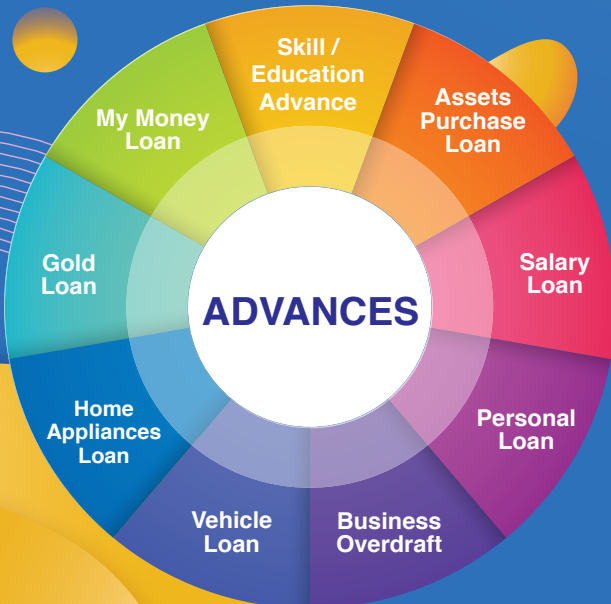 Skill /
Education
Advance
Assets
Purchase
Loan
Salary
Loan
Personal
Loan
Business
Overdraft
Vehicle
Loan
Home
Appliances
Loan
Gold
Loan
My Money
Loan
ADVANCES